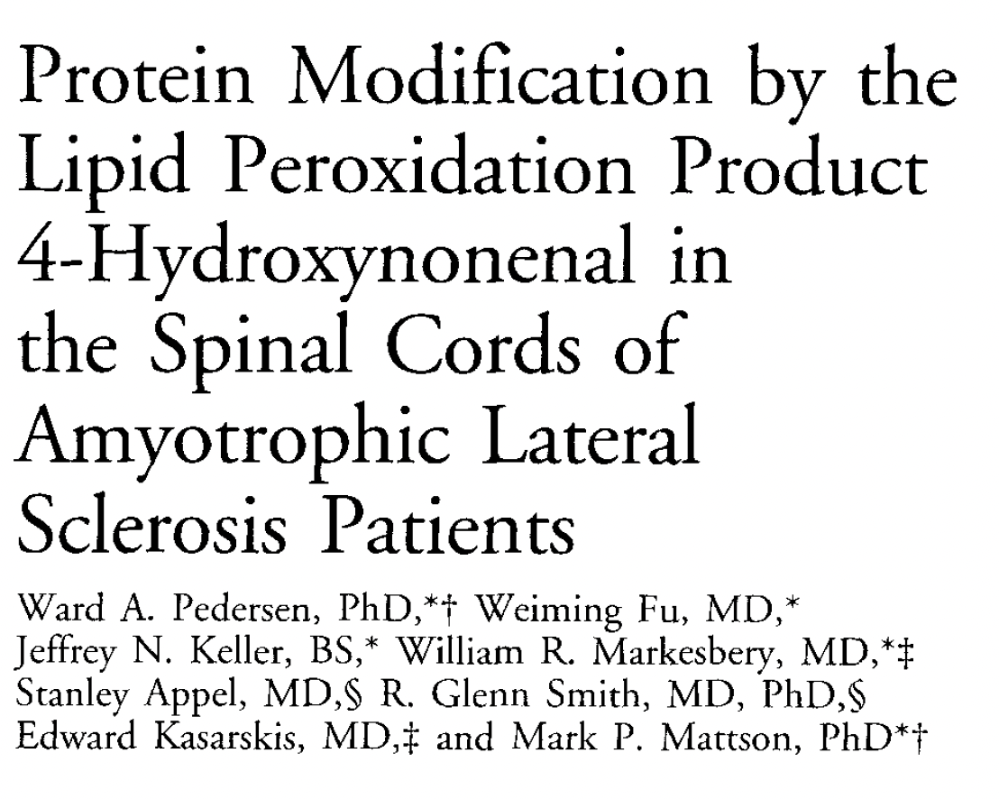 Protein Modification by the
Lipid Peroxidation Product
4-Hydroxynonenal in
the Spinal Cords of
Amyotrophic Lateral
Sclerosis Patients
Ward A. Pedersen, PhD,*† Weiming Fu, MD,*
Jeffrey N. Keller, BS,* William R. Markesbery, MD,*‡
Stanley Appel, MD,§ R. Glenn Smith, MD, PhD,§
Edward Kasarskis, MD,‡ and Mark P. Mattson, PhD*†